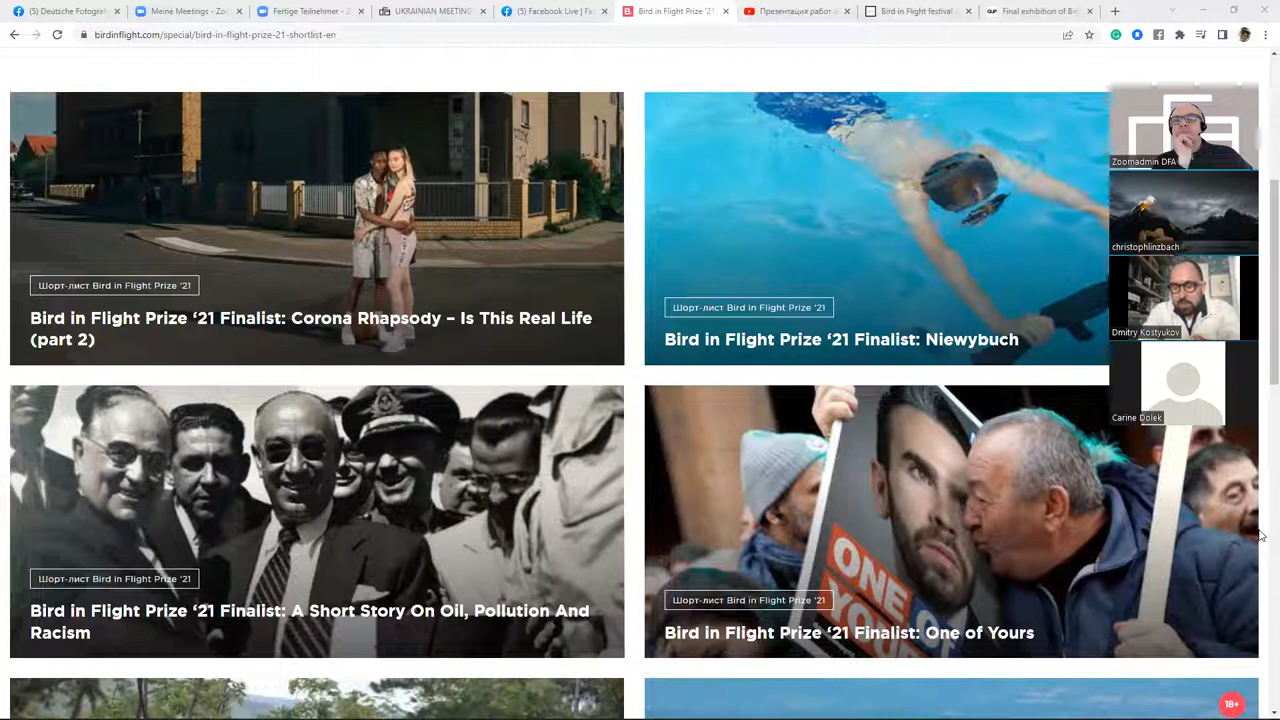 (5) Deutsche Fotograf
Meine Meetings - Zoo
Fertige Teilnehmer - Z
UKRAINIAN MEETING
(5) Facebook Live | Fa
Bird in Flight Prize '21
Презентация работ
Bird in Flight festival
Final exhibition of Bir
birdinflight.com/special/bird-in-flight-prize-21-shortlist-en
Шорт-лист Bird in Flight Prize '21
Bird in Flight Prize ‘21 Finalist: Corona Rhapsody – Is This Real Life
(part 2)
Шорт-лист Bird in Flight Prize '21
Bird in Flight Prize ‘21 Finalist: Niewybuch
Zoomadmin DFA
christophlinzbach
Dmitry Kostyukov
Carine Dolek
Шорт-лист Bird in Flight Prize '21
Bird in Flight Prize ‘21 Finalist: A Short Story On Oil, Pollution And
Racism
ONE
YOU
OF
Шорт-лист Bird in Flight Prize '21
Bird in Flight Prize ‘21 Finalist: One of Yours
18+